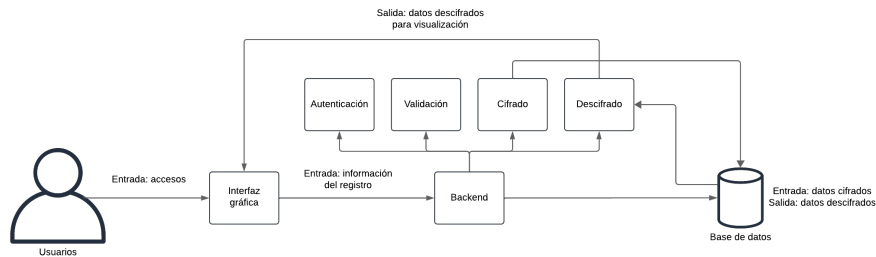 Salida: datos descifrados
para visualización
Autenticación
Validación
Cifrado
Descifrado
Entrada: accesos
Interfaz
gráfica
Entrada: información
del registro
Backend
Entrada: datos cifrados
Salida: datos descifrados
Base de datos
Usuarios